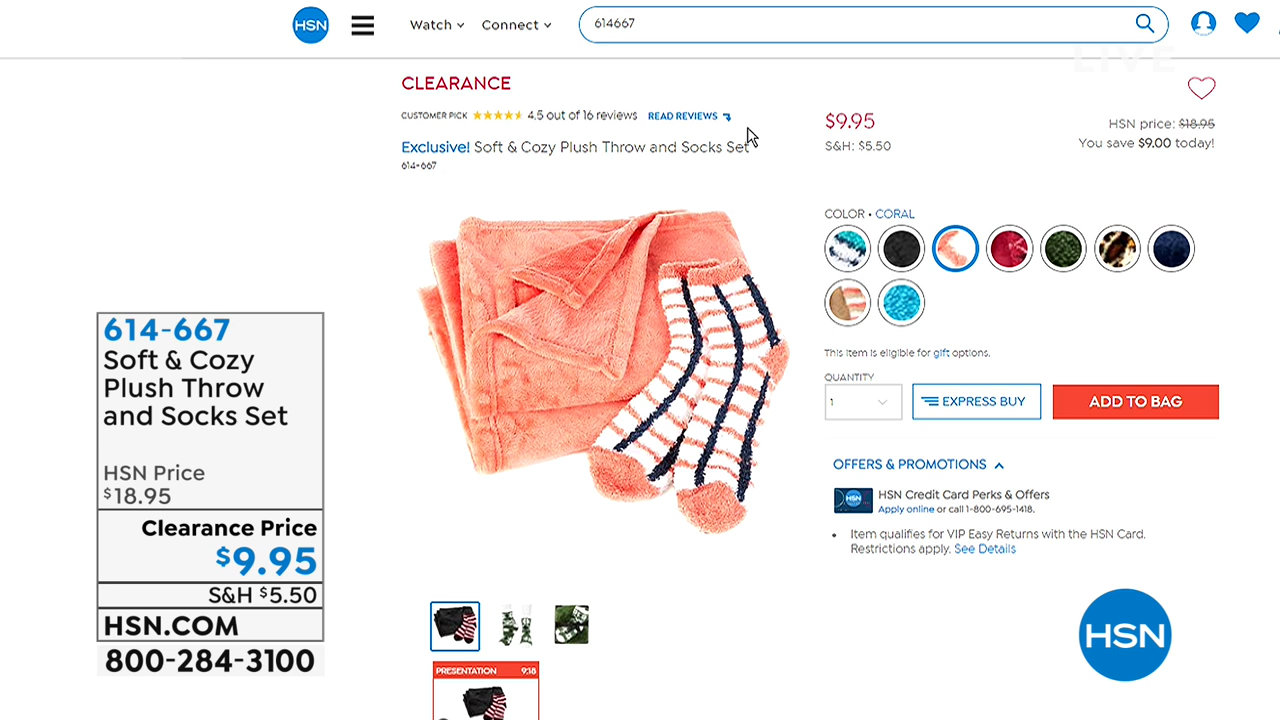 HSN
Watch
Connect
614667
LIVE
CLEARANCE
CUSTOMER PICK 4.5 out of 16 reviews READ REVIEWS
Exclusive! Soft & Cozy Plush Throw and Socks Set
614-667
$9.95
HSN price: $18.95
S&H: $5.50
You save $9.00 today!
COLOR • CORAL
This item is eligible for gift options.
QUANTITY
1
EXPRESS BUY
ADD TO BAG
OFFERS & PROMOTIONS
HSN
HSN Credit Card Perks & Offers
Apply online or call 1-800-695-1418.
• Item qualifies for VIP Easy Returns with the HSN Card.
Restrictions apply. See Details
614-667
Soft & Cozy
Plush Throw
and Socks Set
HSN Price
$18.95
Clearance Price
$9.95
S&H $5.50
HSN.COM
800-284-3100
PRESENTATION 9:18
HSN